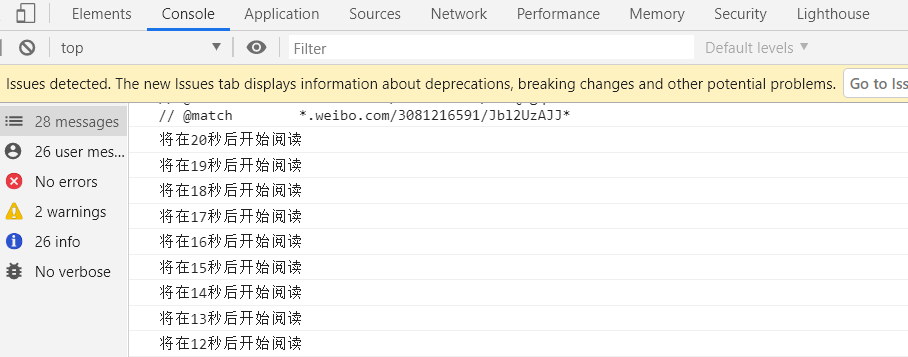 Elements Console Application Sources Network Performance Memory Security Lighthouse
top Filter Default levels
Issues detected. The new Issues tab displays information about deprecations, breaking changes and other potential problems. Go to Iss
28 messages
26 user mes...
No errors
2 warnings
26 info
No verbose
// @match *.weibo.com/3081216591/Jbl2UzAJJ*
将在20秒后开始阅读
将在19秒后开始阅读
将在18秒后开始阅读
将在17秒后开始阅读
将在16秒后开始阅读
将在15秒后开始阅读
将在14秒后开始阅读
将在13秒后开始阅读
将在12秒后开始阅读